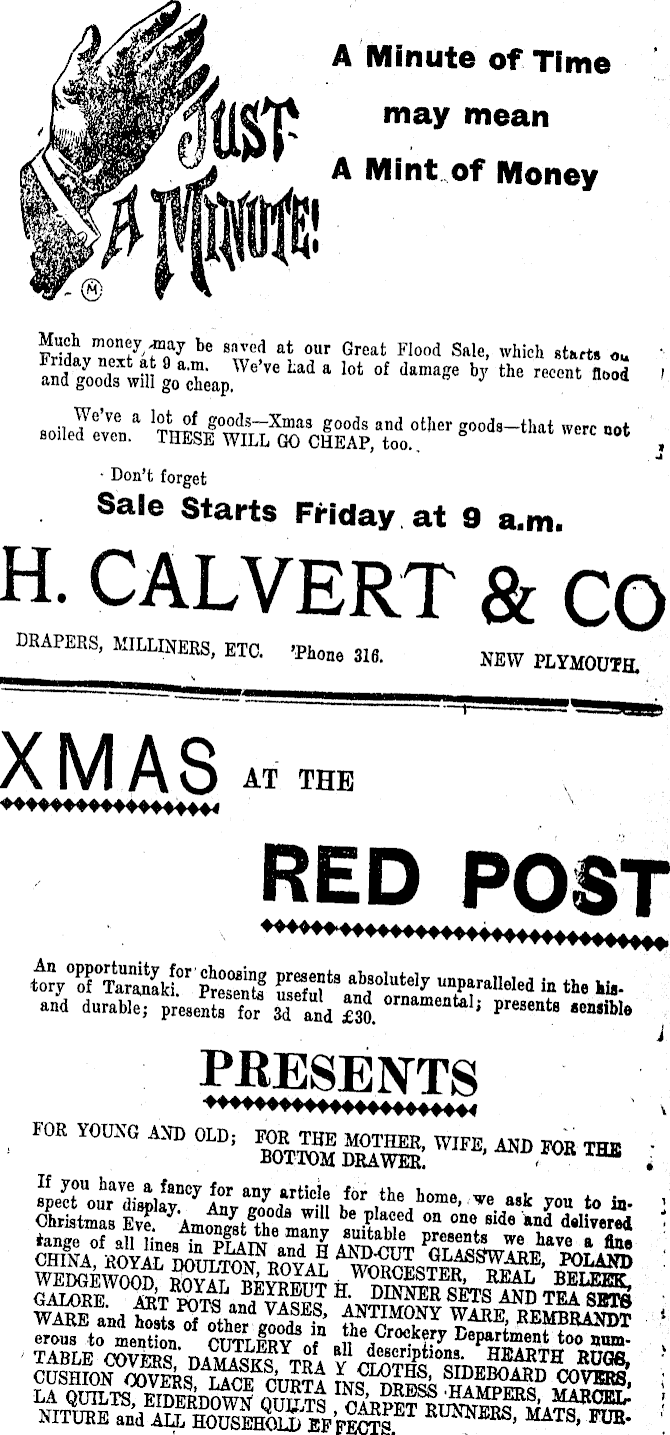 JUST
A MINUTE!
M
A Minute of Time
may mean
A Mint of Money
Much money may be saved at our Great Flood Sale, which starts on
Friday next at 9 a.m. We've had a lot of damage by the recent flood
and goods will go cheap.
We've a lot of goods—Xmas goods and other goods—that were not
soiled even. THESE WILL GO CHEAP, too.
Don't forget
Sale Starts Friday at 9 a.m.
H. CALVERT & CO
DRAPERS, MILLINERS, ETC. 'Phone 316. NEW PLYMOUTH.
XMAS AT THE
RED POST
An opportunity for choosing presents absolutely unparalleled in the his-
tory of Taranaki. Presents useful and ornamental; presents sensible
and durable; presents for 3d and £30.
PRESENTS
FOR YOUNG AND OLD; FOR THE MOTHER, WIFE, AND FOR THE
BOTTOM DRAWER.
If you have a fancy for any article for the home, we ask you to in-
spect our display. Any goods will be placed on one side and delivered
Christmas Eve. Amongst the many suitable presents we have a fine
range of all lines in PLAIN and HAND-CUT GLASSWARE, POLAND
CHINA, ROYAL DOULTON, ROYAL WORCESTER, REAL BELEEK,
WEDGEWOOD, ROYAL BEYREUTH. DINNER SETS AND TEA SETS
GALORE. ART POTS and VASES, ANTIMONY WARE, REMBRANDT
WARE and hosts of other goods in the Crockery Department too num-
erous to mention. CUTLERY of all descriptions. HEARTH RUGS,
TABLE COVERS, DAMASKS, TRAY CLOTHS, SIDEBOARD COVERS,
CUSHION COVERS, LACE CURTAINS, DRESS HAMPERS, MARCEL-
LA QUILTS, EIDERDOWN QUILTS, CARPET RUNNERS, MATS, FUR-
NITURE and ALL HOUSEHOLD EFFECTS.